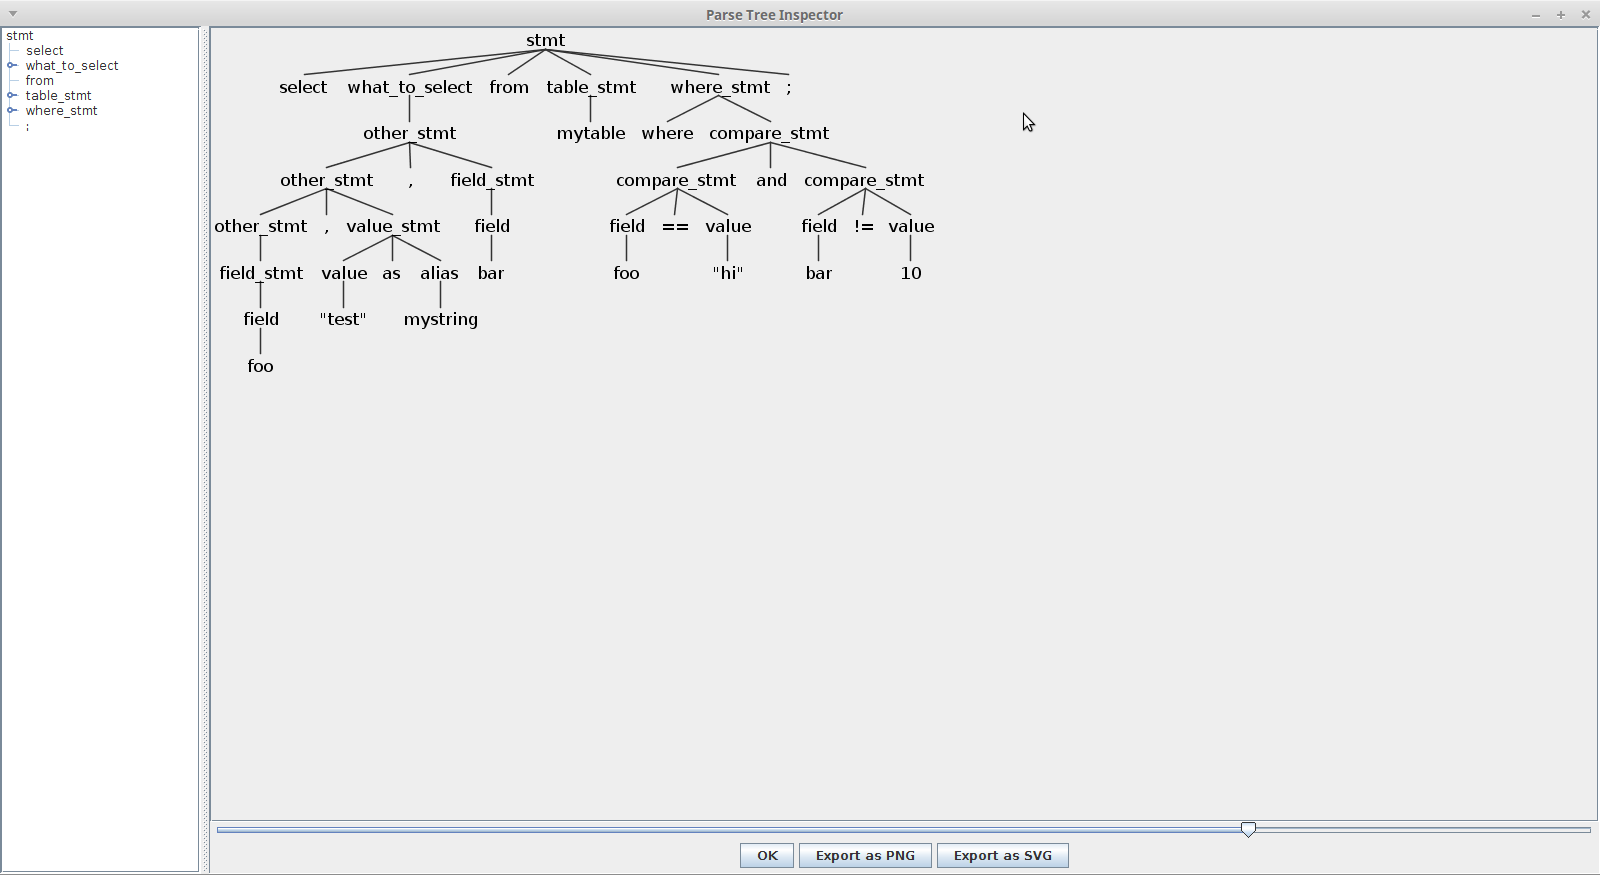 Parse Tree Inspector
stmt
select
what_to_select
from
table_stmt
where_stmt
;
stmt
select what_to_select from table_stmt where_stmt ;
other_stmt mytable where compare_stmt
other_stmt , field_stmt compare_stmt and compare_stmt
other_stmt , value_stmt field field == value field != value
field_stmt value as alias bar foo "hi" bar 10
field "test" mystring
foo
OK Export as PNG Export as SVG